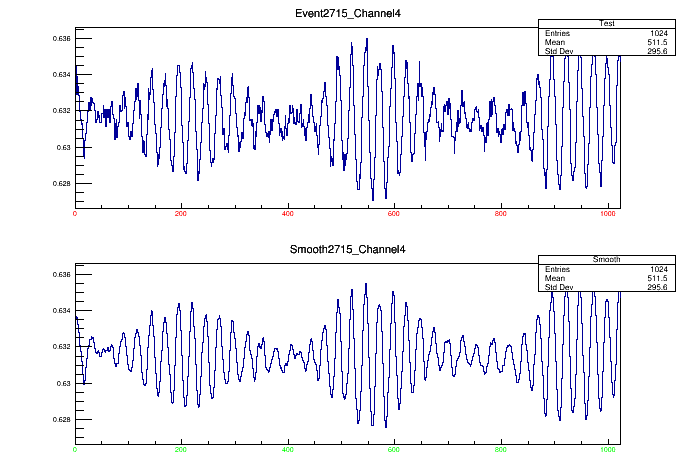 Event2715_Channel4
Test
Entries 1024
Mean 511.5
Std Dev 295.6
0.636
0.634
0.632
0.63
0.628
0 200 400 600 800 1000
Smooth2715_Channel4
Smooth
Entries 1024
Mean 511.5
Std Dev 295.6
0.636
0.634
0.632
0.63
0.628
0 200 400 600 800 1000